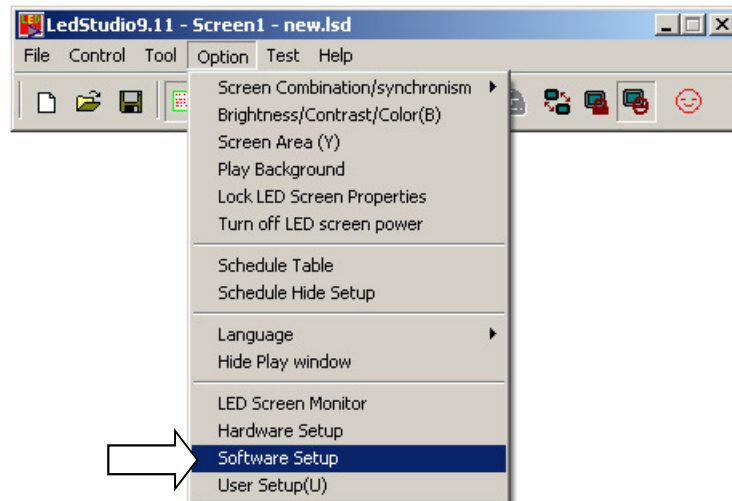 LedStudio9.11 - Screen1 - new.lsd
File Control Tool Option Test Help
Screen Combination/synchronism
Brightness/Contrast/Color(B)
Screen Area (Y)
Play Background
Lock LED Screen Properties
Turn off LED screen power
Schedule Table
Schedule Hide Setup
Language
Hide Play window
LED Screen Monitor
Hardware Setup
Software Setup
User Setup(U)